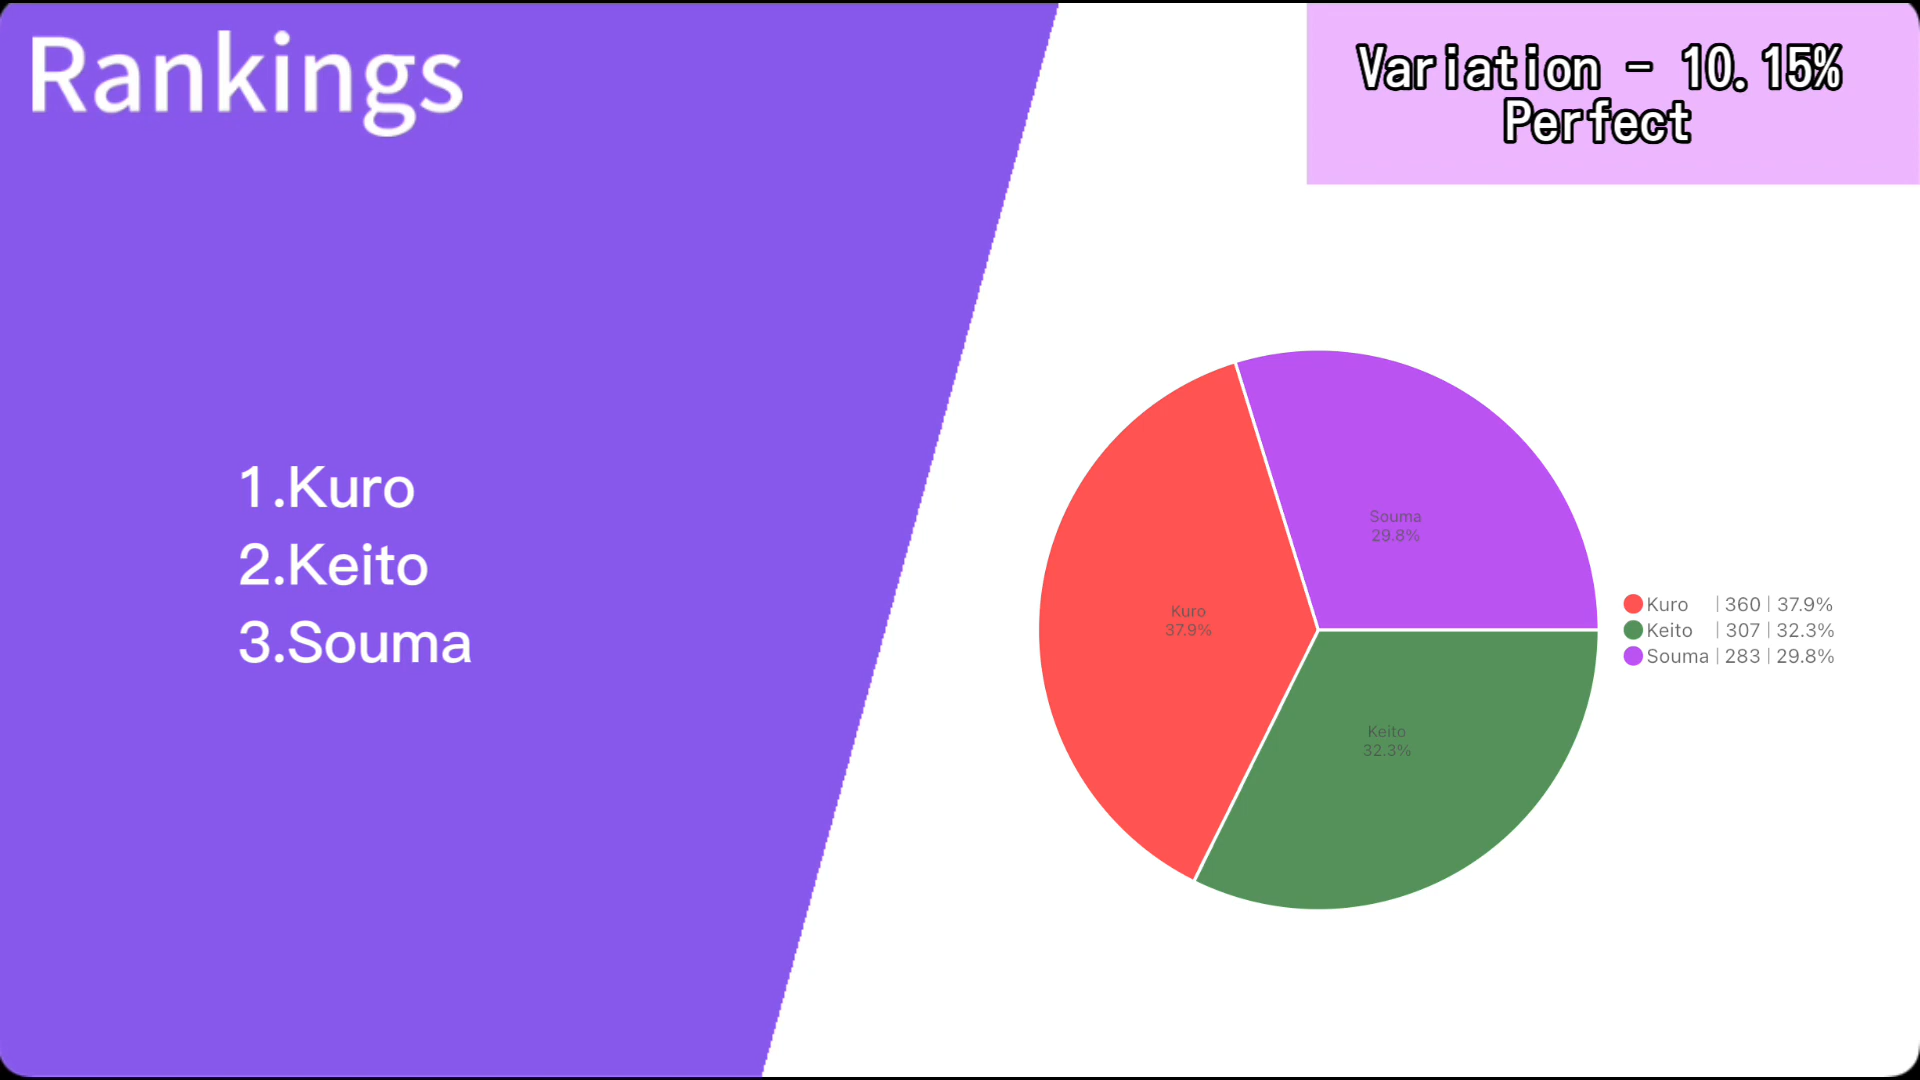 Rankings
Variation - 10.15%
Perfect
1.Kuro
2.Keito
3.Souma
Souma
29.8%
Kuro
37.9%
Keito
32.3%
Kuro | 360 | 37.9%
Keito | 307 | 32.3%
Souma | 283 | 29.8%